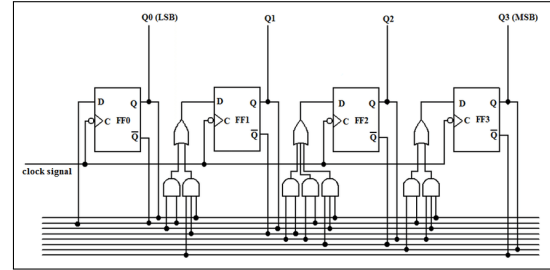 Q0 (LSB) Q1 Q2 Q3 (MSB)
D Q D Q D Q D Q
C FF0 C FF1 C FF2 C FF3
Q Q Q Q
clock signal